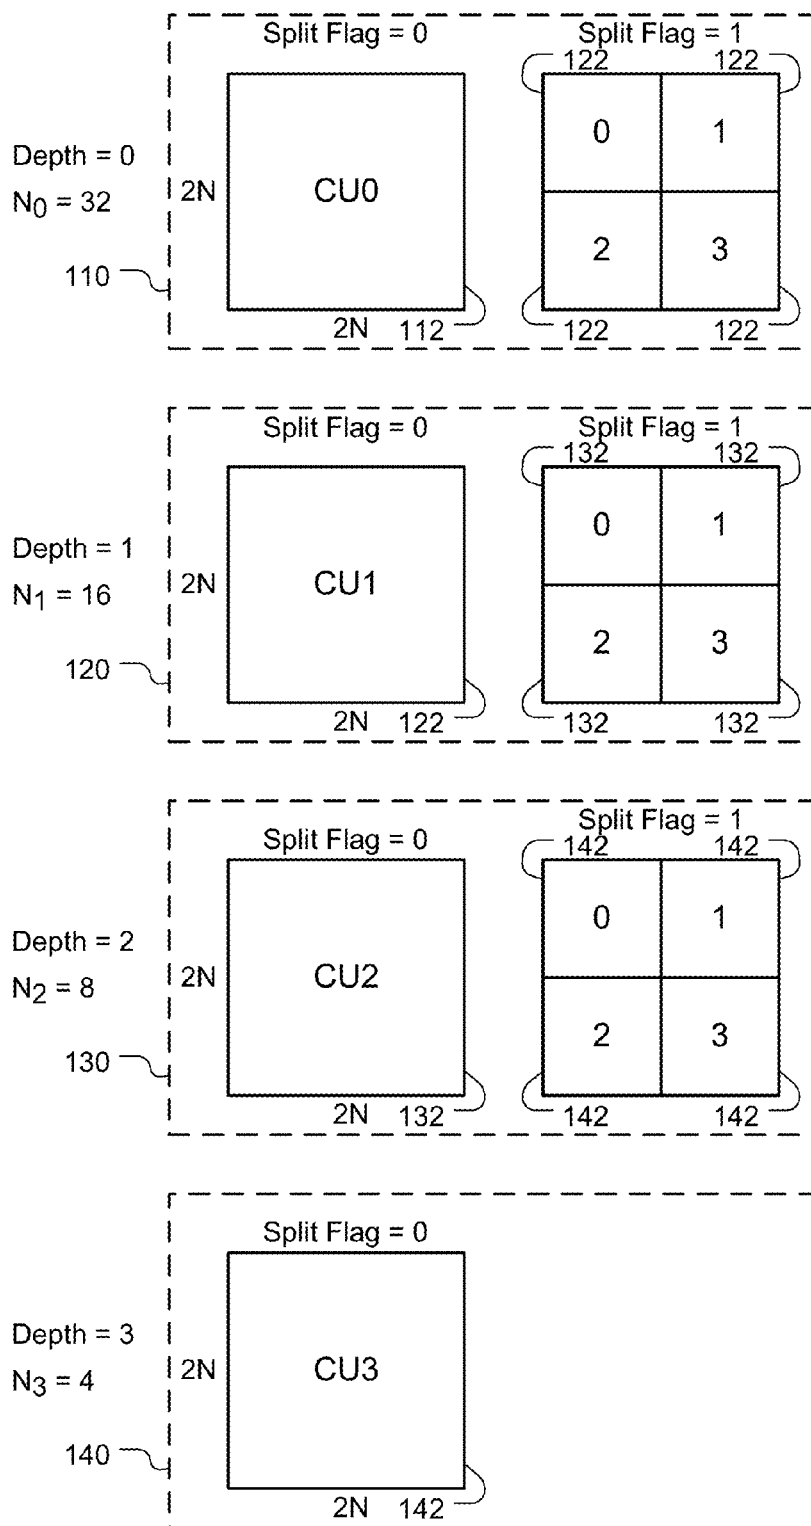 Split Flag = 0
Split Flag = 1
122
122
Depth = 0
N0 = 32
110
2N
CU0
0
1
2
3
2N
112
122
122
Split Flag = 0
Split Flag = 1
132
132
Depth = 1
N1 = 16
120
2N
CU1
0
1
2
3
2N
122
132
132
Split Flag = 0
Split Flag = 1
142
142
Depth = 2
N2 = 8
130
2N
CU2
0
1
2
3
2N
132
142
142
Split Flag = 0
Depth = 3
N3 = 4
140
2N
CU3
2N
142